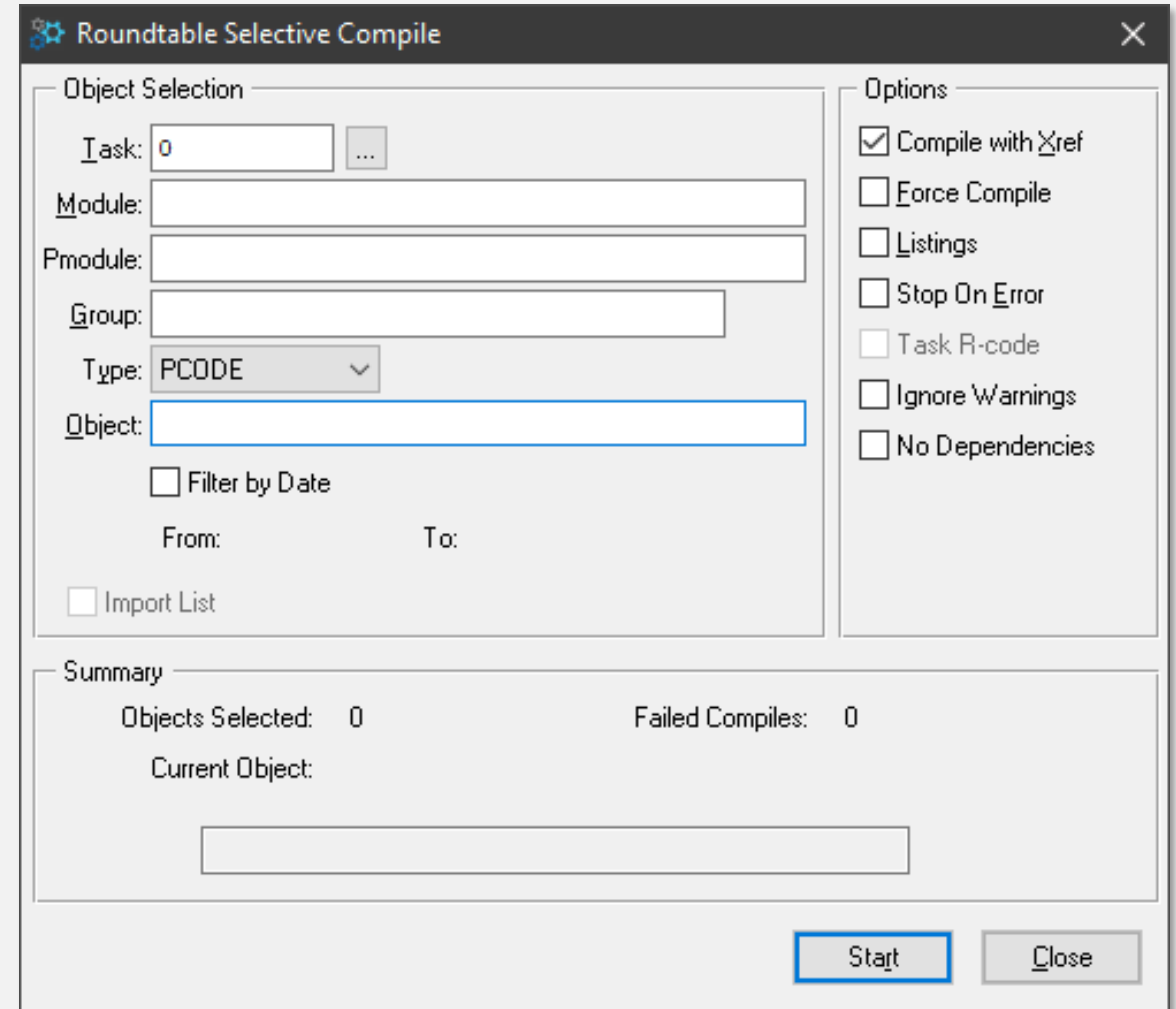 Roundtable Selective Compile
Object Selection
Task: 0 ...
Module:
Pmodule:
Group:
Type: PCODE
Object:
Filter by Date
From: To:
Import List
Options
Compile with Xref
Force Compile
Listings
Stop On Error
Task R-code
Ignore Warnings
No Dependencies
Summary
Objects Selected: 0 Failed Compiles: 0
Current Object:
Start Close